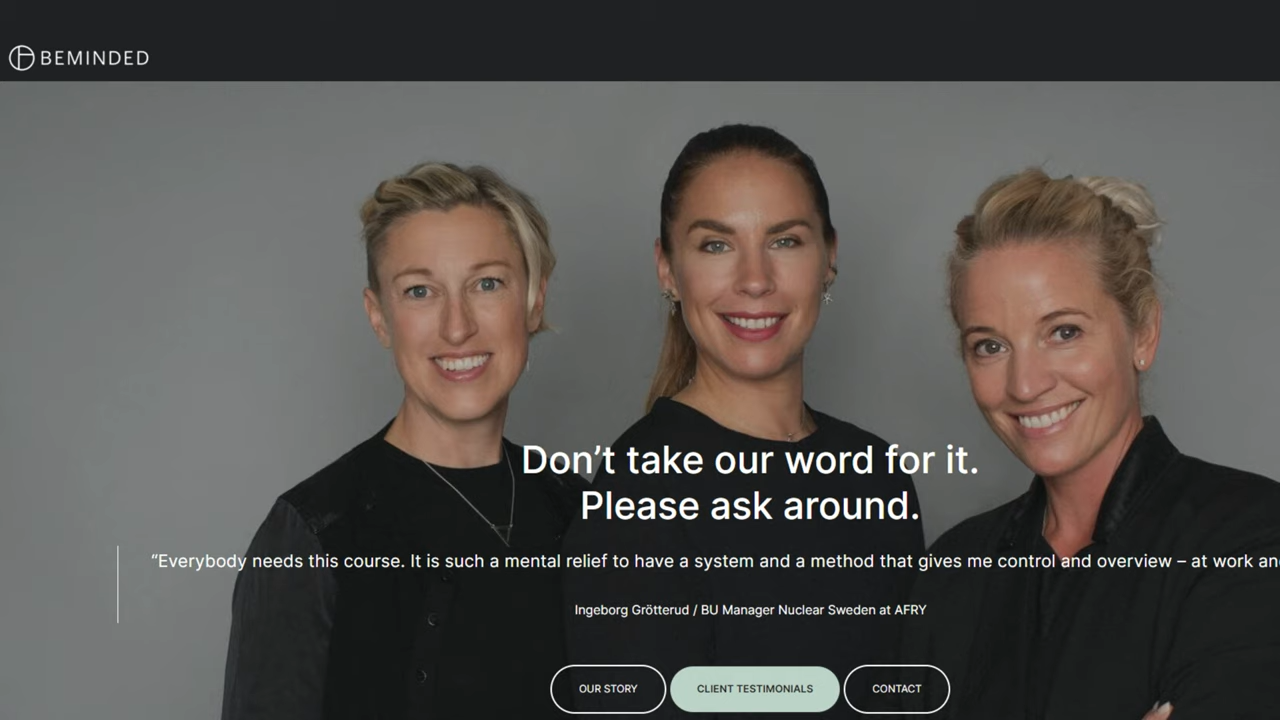 BEMINDED
Don’t take our word for it.
Please ask around.
“Everybody needs this course. It is such a mental relief to have a system and a method that gives me control and overview – at work an
Ingeborg Grötterud / BU Manager Nuclear Sweden at AFRY
OUR STORY
CLIENT TESTIMONIALS
CONTACT